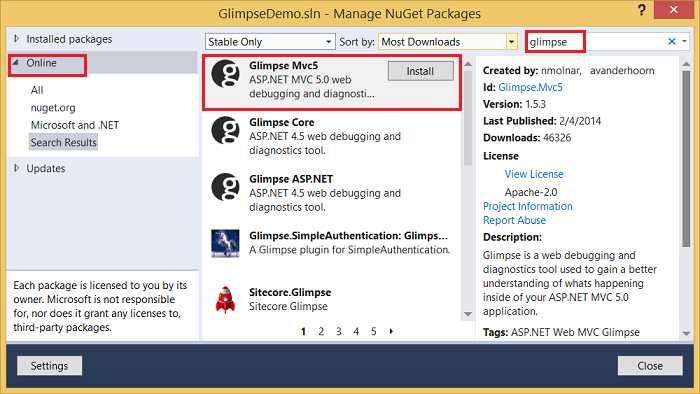 GlimpseDemo.sln - Manage NuGet Packages
Installed packages
Online
All
nuget.org
Microsoft and .NET
Search Results
Updates
Each package is licensed to you by its
owner. Microsoft is not responsible
for, nor does it grant any licenses to,
third-party packages.
Stable Only
Sort by: Most Downloads
glimpse
Glimpse Mvc5
ASP.NET MVC 5.0 web
debugging and diagnosti...
Install
Glimpse Core
ASP.NET 4.5 web debugging and
diagnostics tool.
Glimpse ASP.NET
ASP.NET 4.5 web debugging and
diagnostics tool.
Glimpse.SimpleAuthentication: Glimps...
A Glimpse plugin for SimpleAuthentication.
Sitecore.Glimpse
Sitecore Glimpse
1 2 3 4 5
Created by: nmolnar, avanderhoorn
Id: Glimpse.Mvc5
Version: 1.5.3
Last Published: 2/4/2014
Downloads: 46326
License
View License
Apache-2.0
Project Information
Report Abuse
Description:
Glimpse is a web debugging and
diagnostics tool used to gain a better
understanding of whats happening
inside of your ASP.NET MVC 5.0
application.
Tags: ASP.NET Web MVC Glimpse
Settings
Close